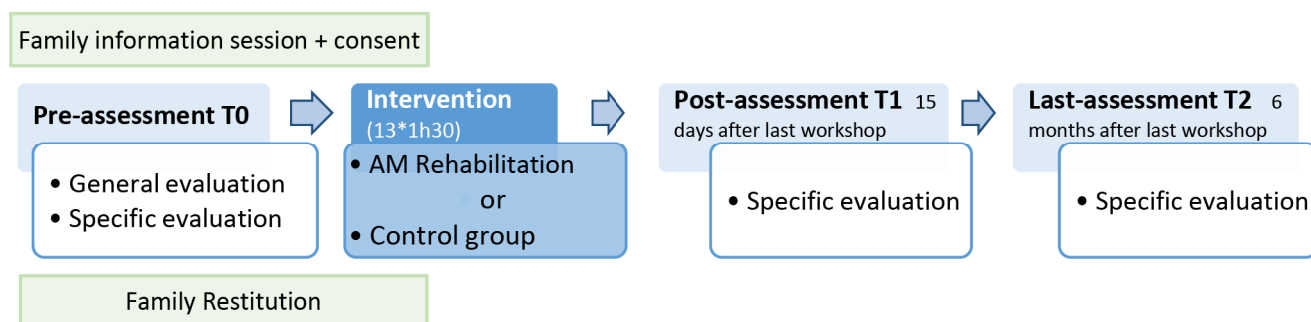 Family information session + consent
Pre-assessment T0
• General evaluation
• Specific evaluation
Intervention
(13*1h30)
• AM Rehabilitation
or
• Control group
Post-assessment T1 15
days after last workshop
• Specific evaluation
Last-assessment T2 6
months after last workshop
• Specific evaluation
Family Restitution